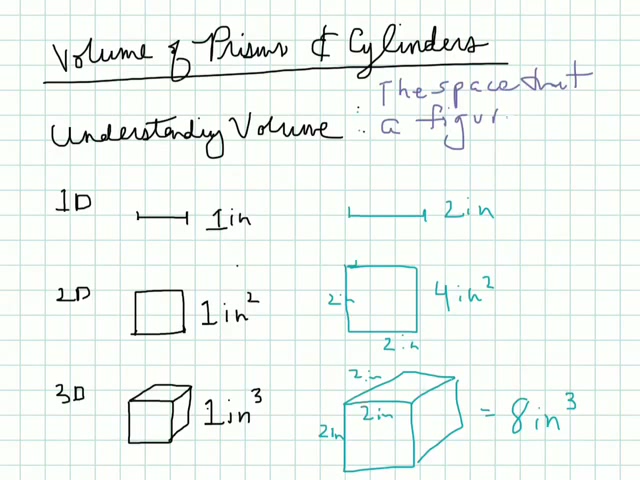 Volume of Prisms & Cylinders
Understanding Volume : The space that
a figur
1D 1in 2in
2D 1in² 2in 4in²
2in
3D 1in³ 2in
2in 2in = 8in³